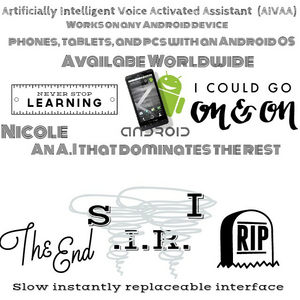 Artificially Intelligent Voice Activated Assistant (AiVAA)
Works on any Android device
phones, tablets, and pcs with an Android OS
Availabe Worldwide
NEVER STOP
LEARNING
I COULD GO
on & on
Nicole
ANDROID
An A.I that dominates the rest
S I
.I.R.
The End
RIP
Slow instantly replaceable interface